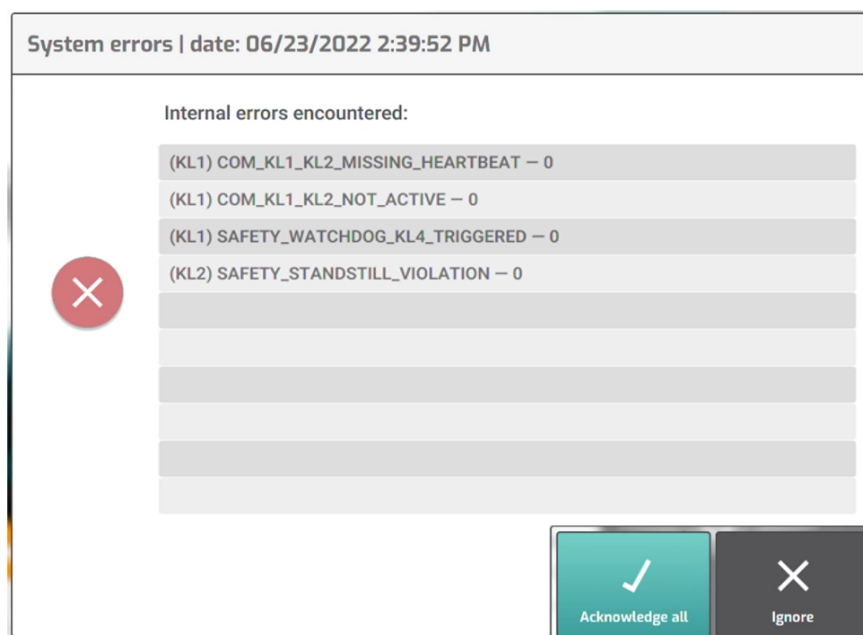 System errors | date: 06/23/2022 2:39:52 PM
Internal errors encountered:
(KL1) COM_KL1_KL2_MISSING_HEARTBEAT – 0
(KL1) COM_KL1_KL2_NOT_ACTIVE – 0
(KL1) SAFETY_WATCHDOG_KL4_TRIGGERED – 0
(KL2) SAFETY_STANDSTILL_VIOLATION – 0
Acknowledge all
Ignore